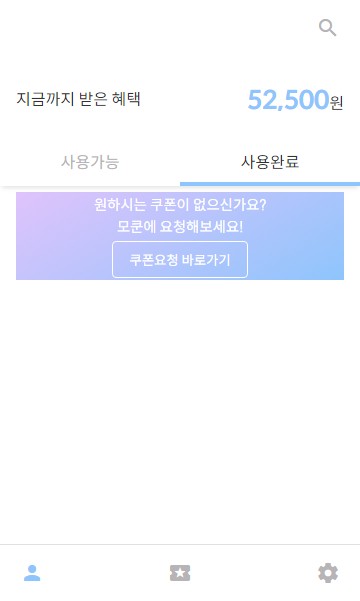 지금까지 받은 혜택 52,500원
사용가능 사용완료
원하시는 쿠폰이 없으신가요?
모쿤에 요청해보세요!
쿠폰요청 바로가기